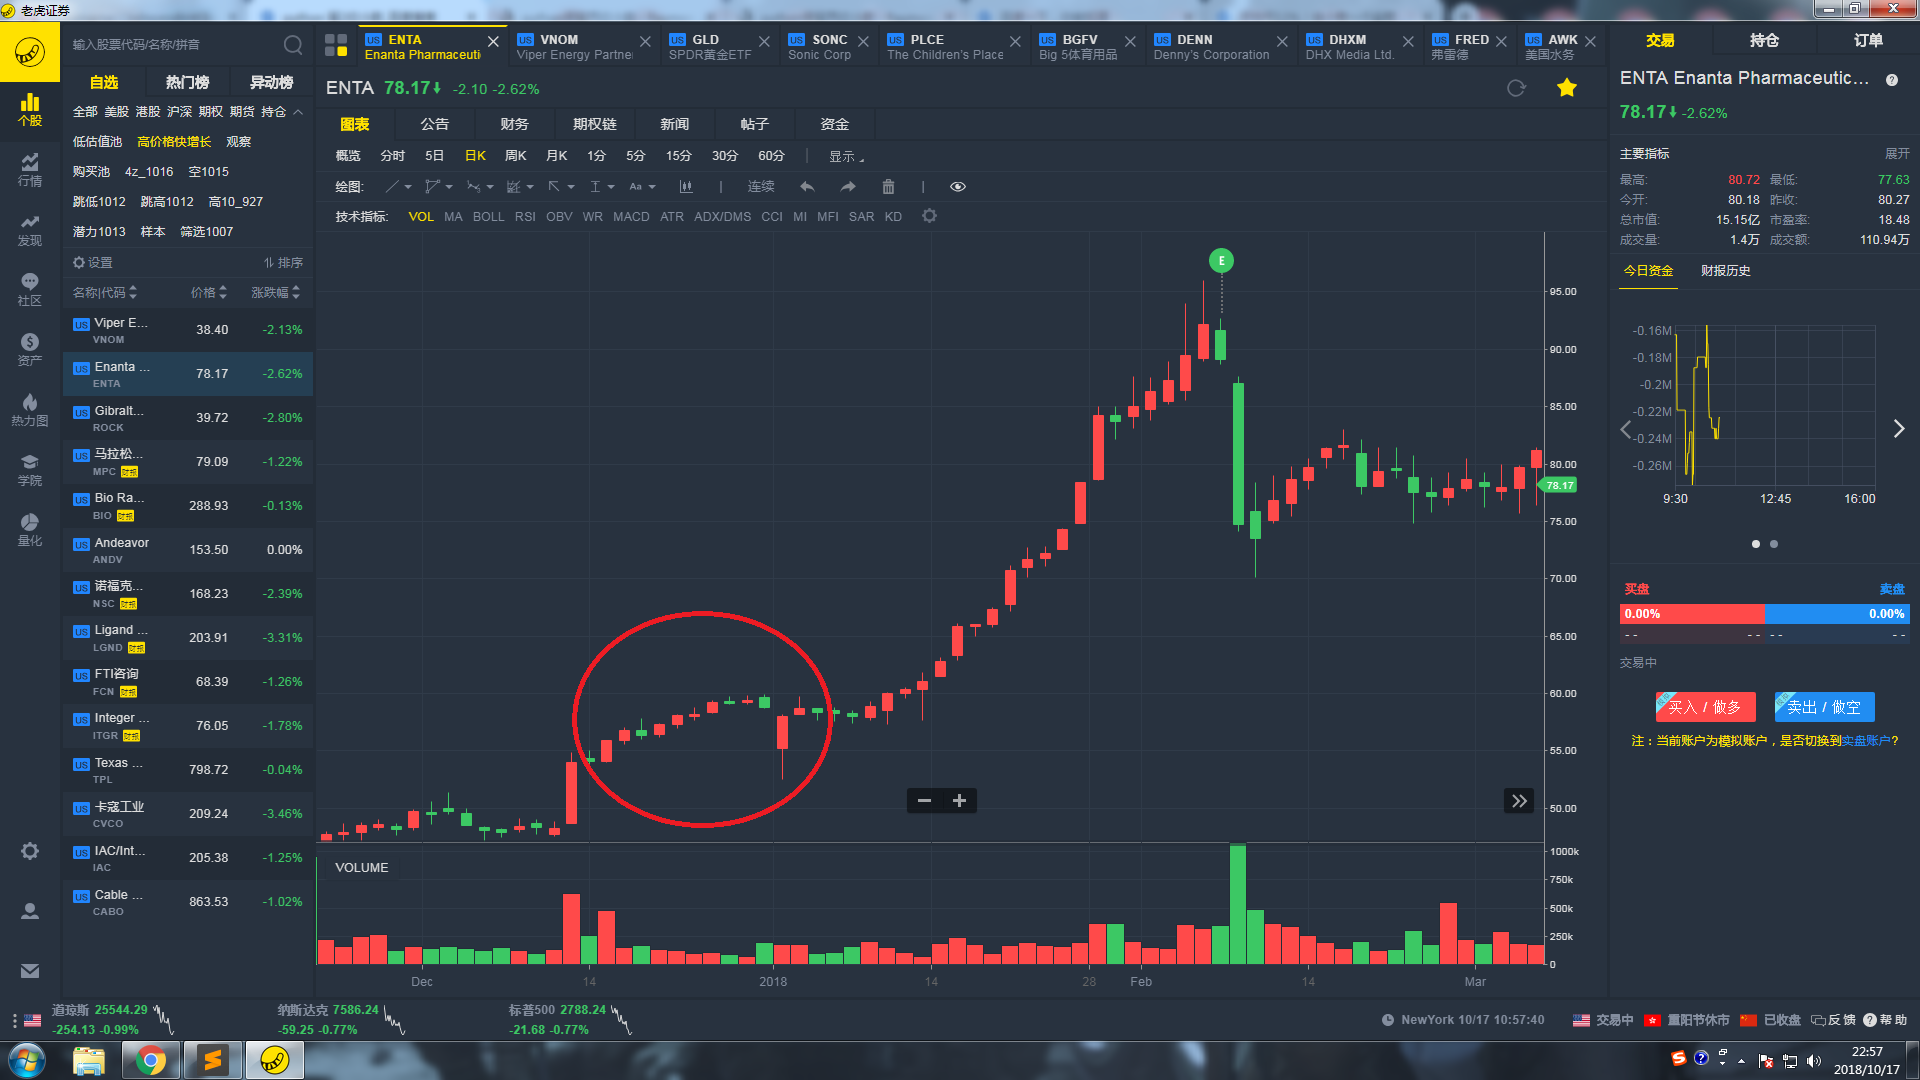 老虎证券
输入股票代码/名称/拼音
自选 热门榜 异动榜
全部 美股 港股 沪深 期权 期货 持仓
低估值池 高价格快增长 观察
购买池 4z_1016 空1015
跳低1012 跳高1012 高10_927
潜力1013 样本 筛选1007
设置 排序
名称|代码 价格 涨跌幅
US Viper E... VNOM 38.40 -2.13%
US Enanta ... ENTA 78.17 -2.62%
US Gibralt... ROCK 39.72 -2.80%
US 马拉松... MPC 财报 79.09 -1.22%
US Bio Ra... BIO 财报 288.93 -0.13%
US Andeavor ANDV 153.50 0.00%
US 诺福克... NSC 财报 168.23 -2.39%
US Ligand ... LGND 财报 203.91 -3.31%
US FTI咨询 FCN 财报 68.39 -1.26%
US Integer ... ITGR 财报 76.05 -1.78%
US Texas ... TPL 798.72 -0.04%
US 卡寇工业 CVCO 209.24 -3.46%
US IAC/Int... IAC 205.38 -1.25%
US Cable ... CABO 863.53 -1.02%
个股
行情
发现
社区
资产
热力图
学院
量化
US ENTA Enanta Pharmaceuti
US VNOM Viper Energy Partner
US GLD SPDR黄金ETF
US SONC Sonic Corp
US PLCE The Children's Place
US BGFV Big 5体育用品
US DENN Denny's Corporation
US DHXM DHX Media Ltd.
US FRED 弗雷德
US AWK 美国水务
ENTA 78.17 -2.10 -2.62%
图表 公告 财务 期权链 新闻 帖子 资金
概览 分时 5日 日K 周K 月K 1分 5分 15分 30分 60分 显示
绘图: Aa 连续
技术指标: VOL MA BOLL RSI OBV WR MACD ATR ADX/DMS CCI MI MFI SAR KD
E
95.00
90.00
85.00
80.00
78.17
75.00
70.00
65.00
60.00
55.00
50.00
VOLUME
1000k
750k
500k
250k
0
Dec 14 2018 14 28 Feb 14 Mar
交易 持仓 订单
ENTA Enanta Pharmaceutic...
78.17 -2.62%
主要指标 展开
最高: 80.72 最低: 77.63
今开: 80.18 昨收: 80.27
总市值: 15.15亿 市盈率: 18.48
成交量: 1.4万 成交额: 110.94万
今日资金 财报历史
-0.16M
-0.18M
-0.2M
-0.22M
-0.24M
-0.26M
9:30 12:45 16:00
买盘 卖盘
0.00% 0.00%
-- -- -- --
交易中
买入 / 做多 卖出 / 做空
注：当前账户为模拟账户，是否切换到实盘账户?
道琼斯 25544.29
-254.13 -0.99%
纳斯达克 7586.24
-59.25 -0.77%
标普500 2788.24
-21.68 -0.77%
NewYork 10/17 10:57:40 交易中 重阳节休市 已收盘 反馈 帮助
22:57
2018/10/17